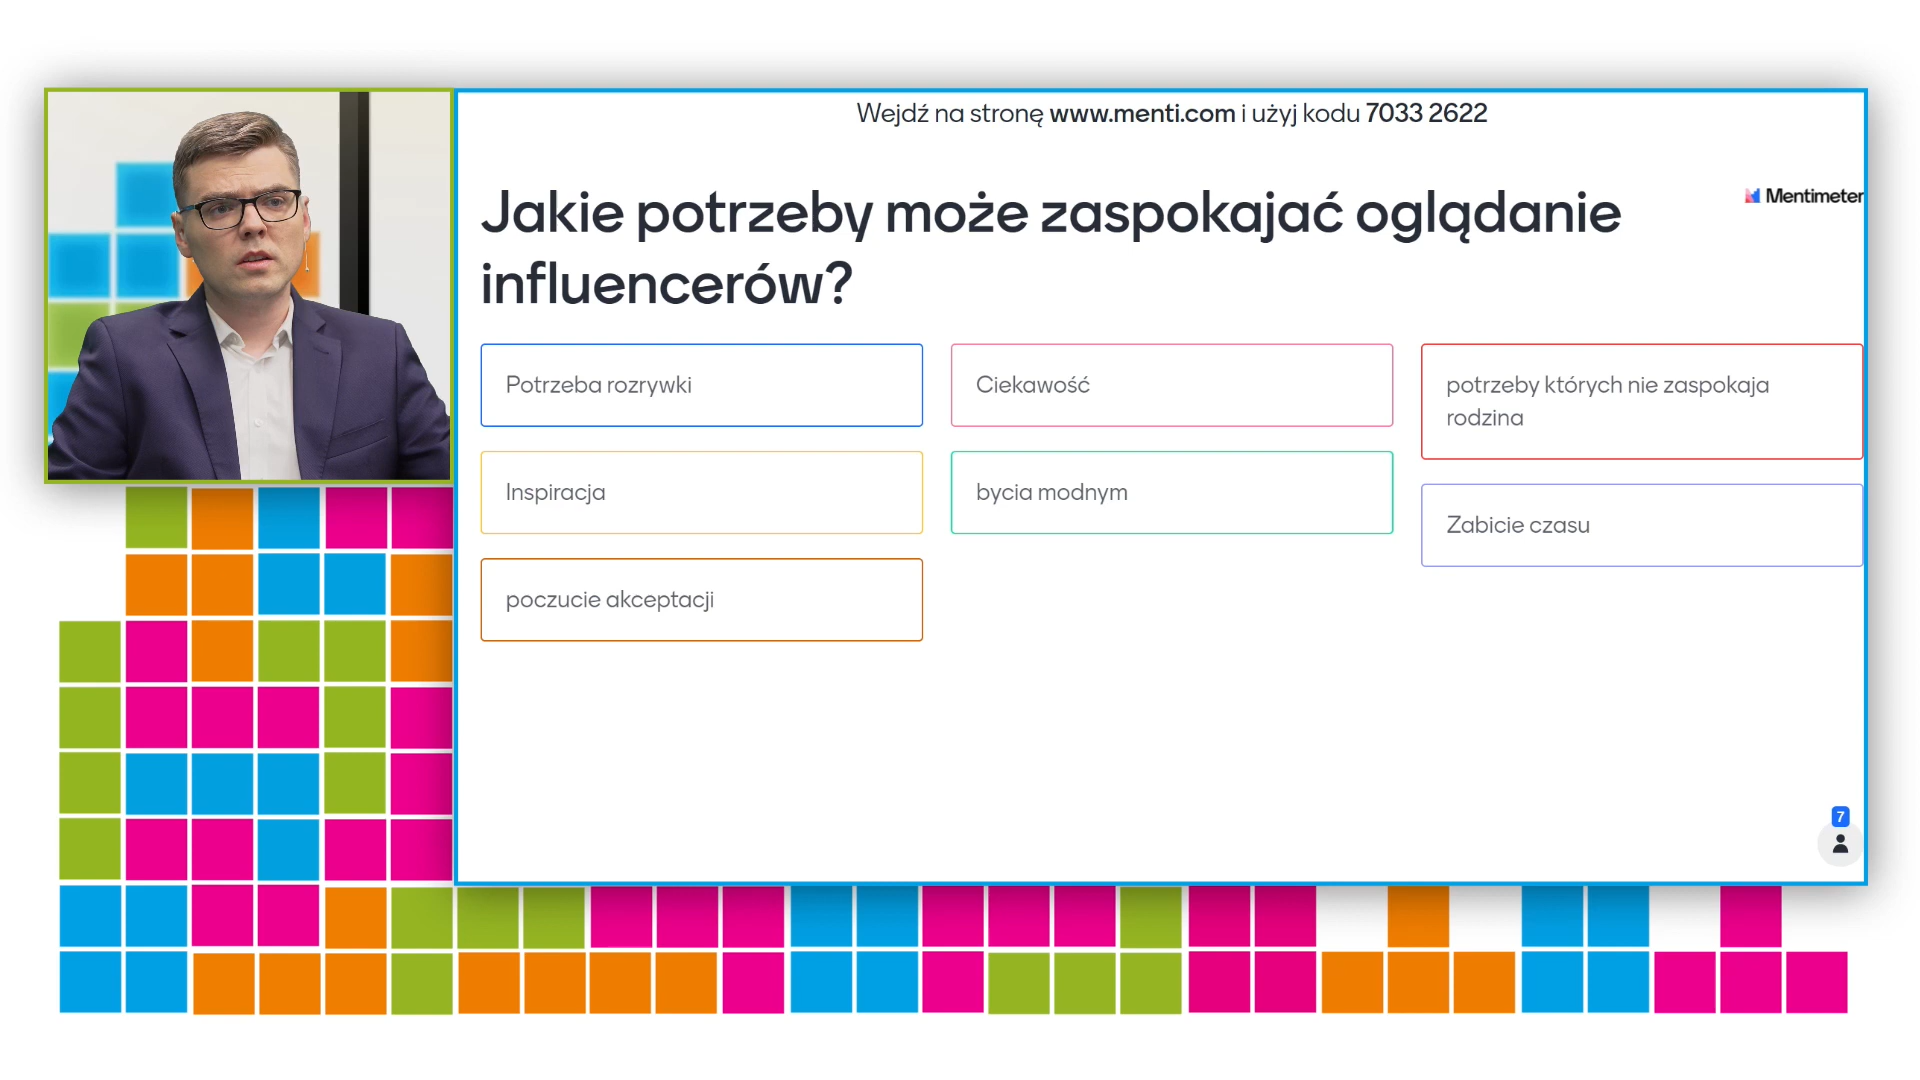 Wejdź na stronę www.menti.com i użyj kodu 7033 2622
Mentimeter
Jakie potrzeby może zaspokajać oglądanie
influencerów?
Potrzeba rozrywki
Ciekawość
potrzeby których nie zaspokaja
rodzina
Inspiracja
bycia modnym
Zabicie czasu
poczucie akceptacji
7